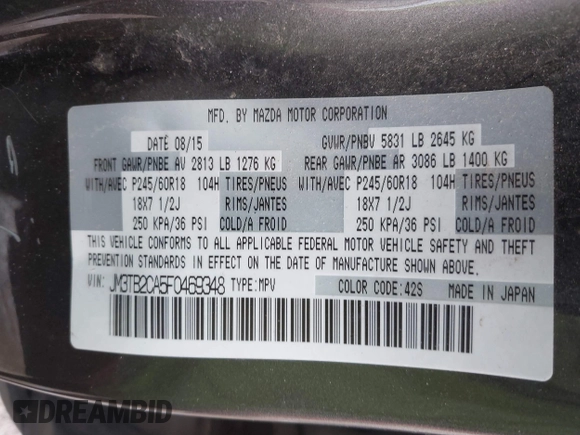 MFD. BY MAZDA MOTOR CORPORATION
DATE 08/15 GVWR/PNBV 5831 LB 2645 KG
FRONT GAWR/PNBE AV 2813 LB 1276 KG REAR GAWR/PNBE AR 3086 LB 1400 KG
WITH/AVEC P245/60R18 104H TIRES/PNEUS WITH/AVEC P245/60R18 104H TIRES/PNEUS
18X7 1/2J RIMS/JANTES 18X7 1/2J RIMS/JANTES
250 KPA/36 PSI COLD/A FROID 250 KPA/36 PSI COLD/A FROID
THIS VEHICLE CONFORMS TO ALL APPLICABLE FEDERAL MOTOR VEHICLE SAFETY AND THEFT
PREVENTION STANDARDS IN EFFECT ON THE DATE OF MANUFACTURE SHOWN ABOVE.
VIN: JM3TB2CA5F0469348 TYPE:MPV COLOR CODE:42S MADE IN JAPAN
DREAMBID